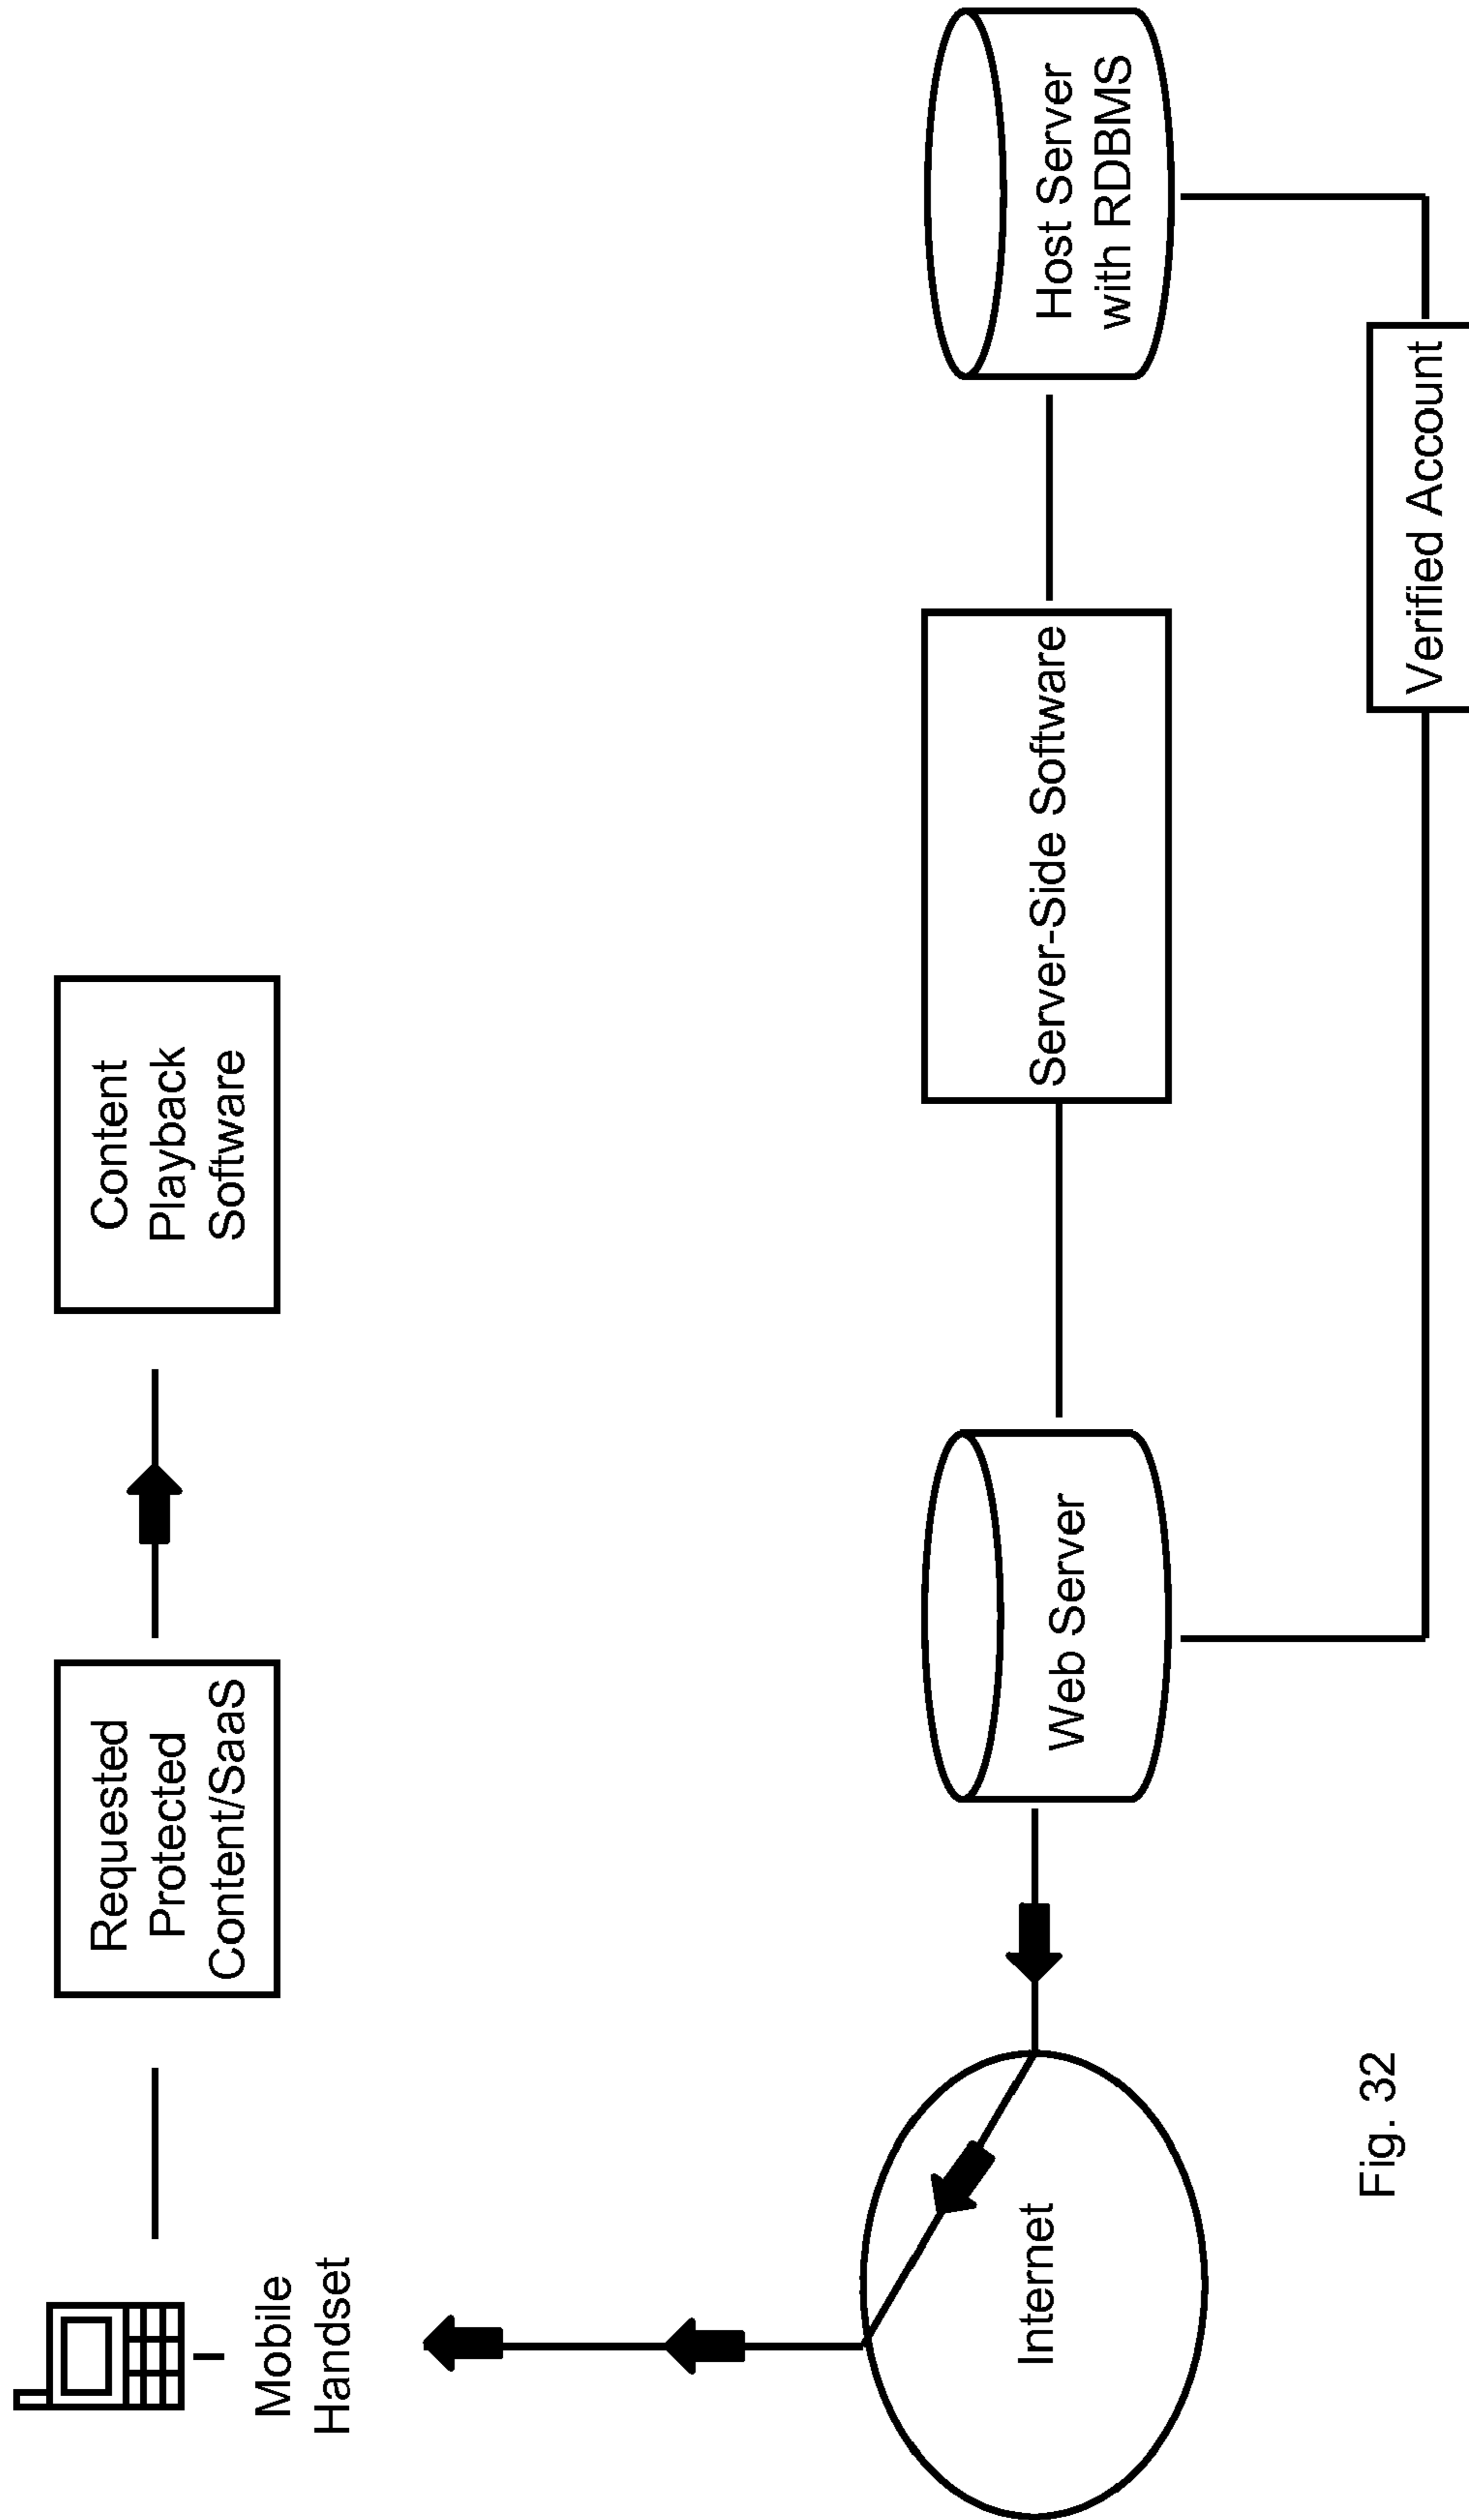 Mobile
Handset
Requested
Protected
Content/SaaS
Content
Playback
Software
Internet
Web Server
Server-Side Software
Host Server
with RDBMS
Verified Account
Fig. 32